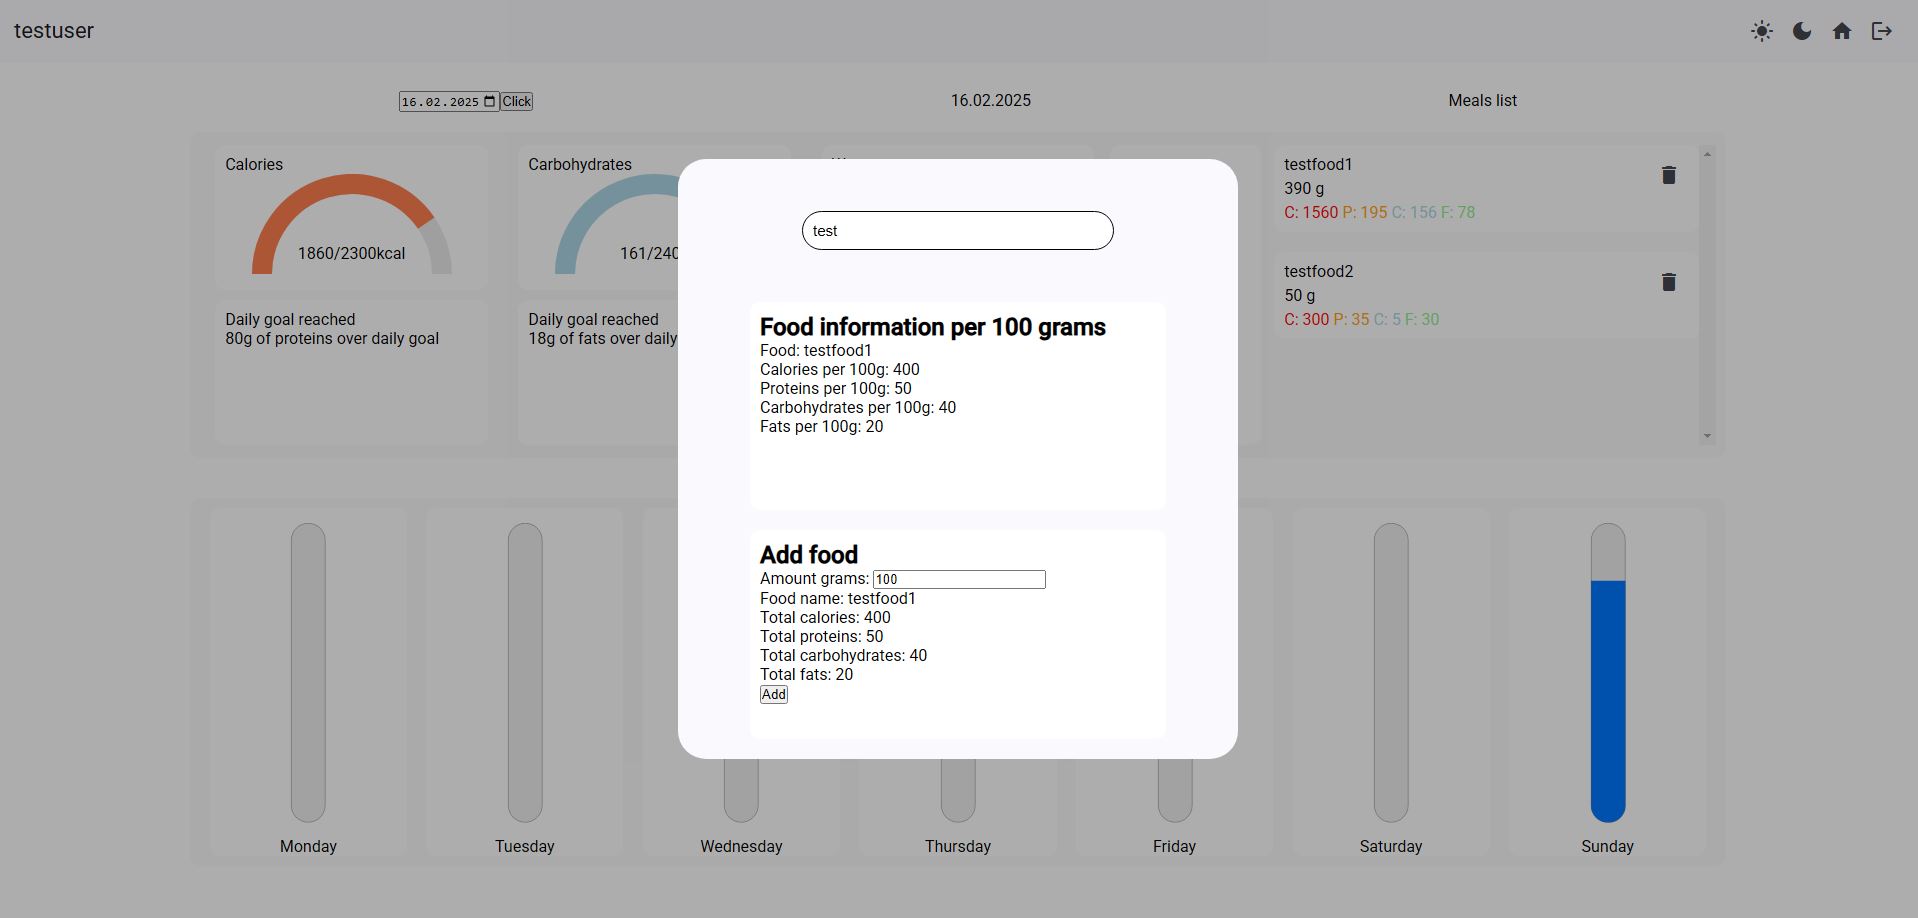 testuser
16.02.2025 Click
16.02.2025
Meals list
Calories
1860/2300kcal
Carbohydrates
161/240
testfood1
390 g
C: 1560 P: 195 C: 156 F: 78
testfood2
50 g
C: 300 P: 35 C: 5 F: 30
Daily goal reached
80g of proteins over daily goal
Daily goal reached
18g of fats over daily
test
Food information per 100 grams
Food: testfood1
Calories per 100g: 400
Proteins per 100g: 50
Carbohydrates per 100g: 40
Fats per 100g: 20
Add food
Amount grams: 100
Food name: testfood1
Total calories: 400
Total proteins: 50
Total carbohydrates: 40
Total fats: 20
Add
Monday
Tuesday
Wednesday
Thursday
Friday
Saturday
Sunday